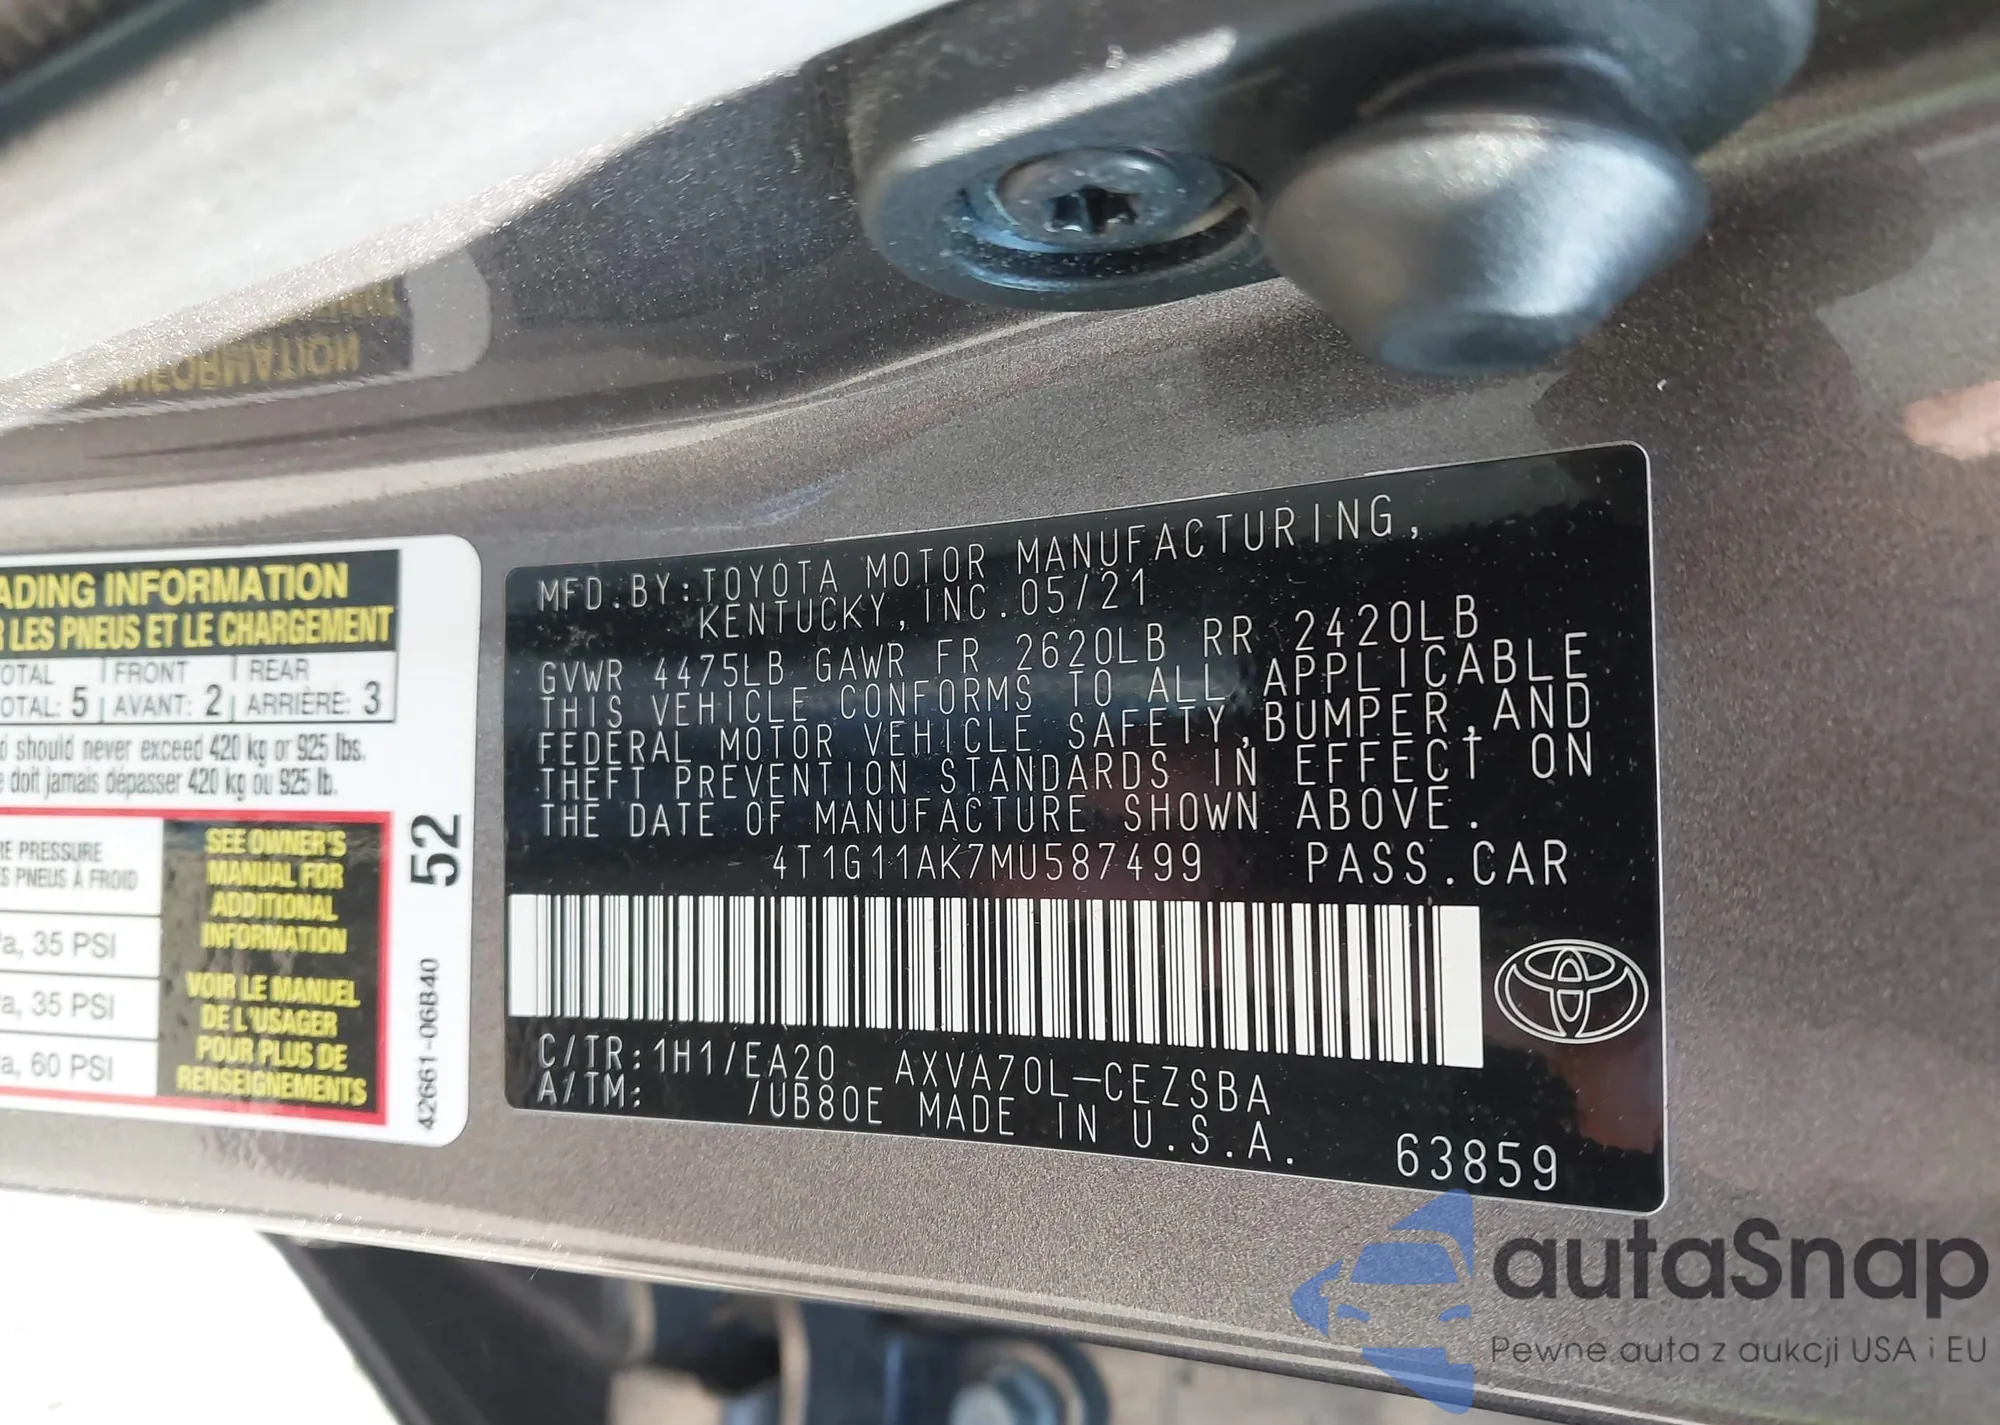 ADING INFORMATION
LES PNEUS ET LE CHARGEMENT
OTAL FRONT REAR
OTAL: 5 AVANT: 2 ARRIÈRE: 3
should never exceed 420 kg or 925 lbs.
doit jamais dépasser 420 kg ou 925 lb.
RE PRESSURE
S PNEUS À FROID
a, 35 PSI
a, 35 PSI
a, 60 PSI
SEE OWNER'S
MANUAL FOR
ADDITIONAL
INFORMATION
VOIR LE MANUEL
DE L'USAGER
POUR PLUS DE
RENSEIGNEMENTS
52
42661-06B40
MFD.BY:TOYOTA MOTOR MANUFACTURING,
KENTUCKY, INC. 05/21
GVWR 4475LB GAWR FR 2620LB RR 2420LB
THIS VEHICLE CONFORMS TO ALL APPLICABLE
FEDERAL MOTOR VEHICLE SAFETY, BUMPER, AND
THEFT PREVENTION STANDARDS IN EFFECT ON
THE DATE OF MANUFACTURE SHOWN ABOVE.
4T1G11AK7MU587499 PASS.CAR
C/TR:1H1/EA20 AXVA70L-CEZSBA
A/TM: /UB80E MADE IN U.S.A.
63859
autaSnap
Pewne auta z aukcji USA i EU